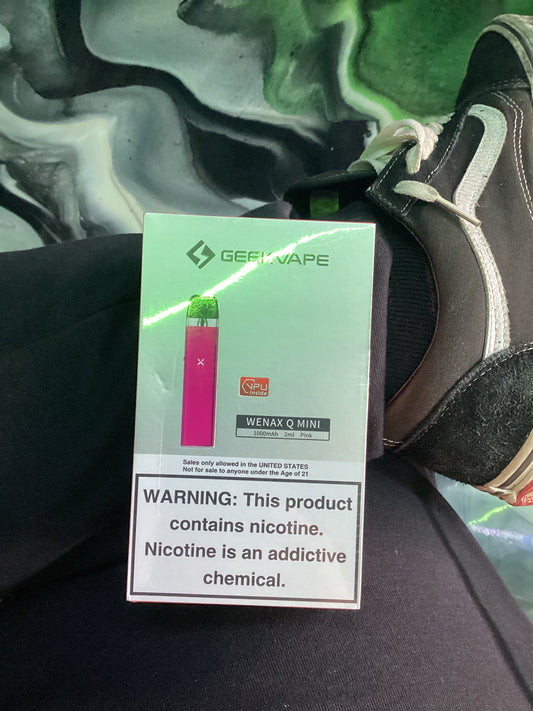 GEEKVAPE
VPU
Inside
WENAX Q MINI
1000mAh 2ml Pink
Sales only allowed in the UNITED STATES
Not for sale to anyone under the Age of 21
WARNING: This product
contains nicotine.
Nicotine is an addictive
chemical.